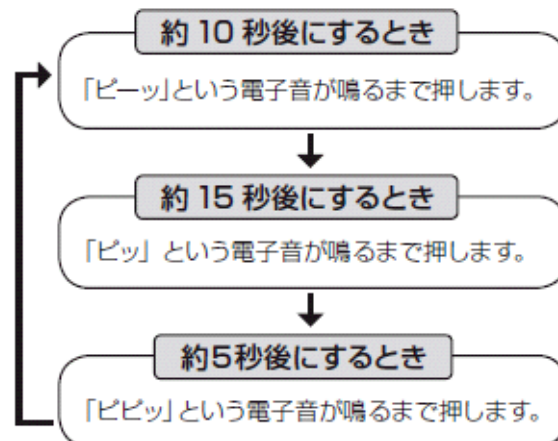 約 10 秒後にするとき
「ピーッ」という電子音が鳴るまで押します。
約 15 秒後にするとき
「ピッ」という電子音が鳴るまで押します。
約5秒後にするとき
「ピピッ」という電子音が鳴るまで押します。